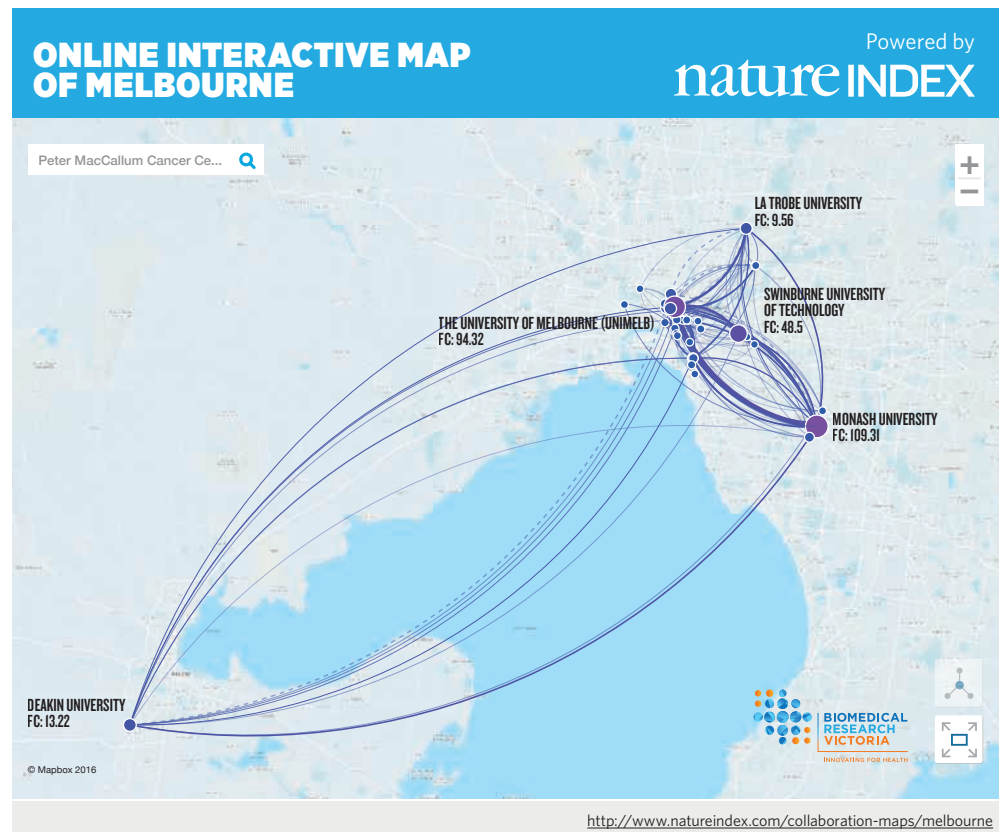 ONLINE INTERACTIVE MAP
OF MELBOURNE
Powered by
nature INDEX
Peter MacCallum Cancer Ce...
+
−
LA TROBE UNIVERSITY
FC: 9.56
SWINBURNE UNIVERSITY
OF TECHNOLOGY
FC: 48.5
THE UNIVERSITY OF MELBOURNE (UNIMELB)
FC: 94.32
MONASH UNIVERSITY
FC: 109.31
DEAKIN UNIVERSITY
FC: 13.22
BIOMEDICAL
RESEARCH
VICTORIA
INNOVATING FOR HEALTH
© Mapbox 2016
http://www.natureindex.com/collaboration-maps/melbourne